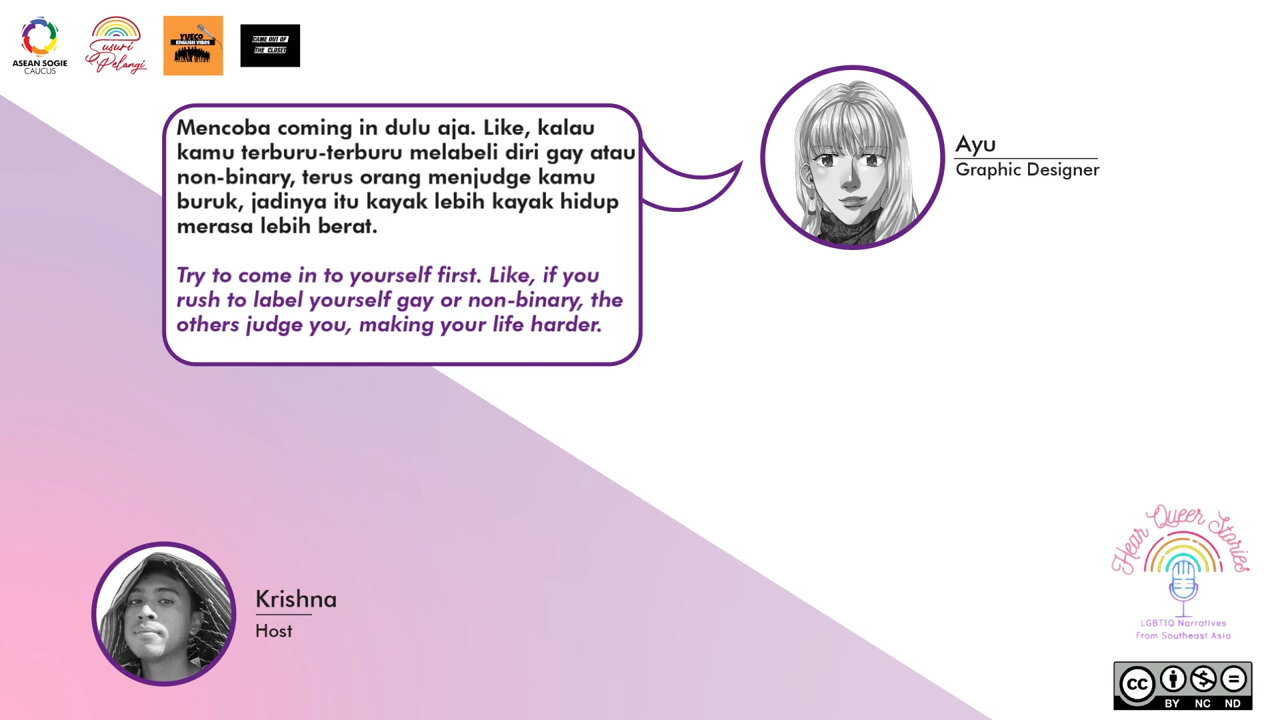 ASEAN SOGIE
CAUCUS
Susuri
Pelangi
YUECO
ENGLISH VIBES
CAME OUT OF
THE CLOSET
Mencoba coming in dulu aja. Like, kalau
kamu terburu-terburu melabeli diri gay atau
non-binary, terus orang menjudge kamu
buruk, jadinya itu kayak lebih kayak hidup
merasa lebih berat.
Try to come in to yourself first. Like, if you
rush to label yourself gay or non-binary, the
others judge you, making your life harder.
Ayu
Graphic Designer
Krishna
Host
Hear Queer Stories
LGBTIQ Narratives
From Southeast Asia
cc
BY NC ND